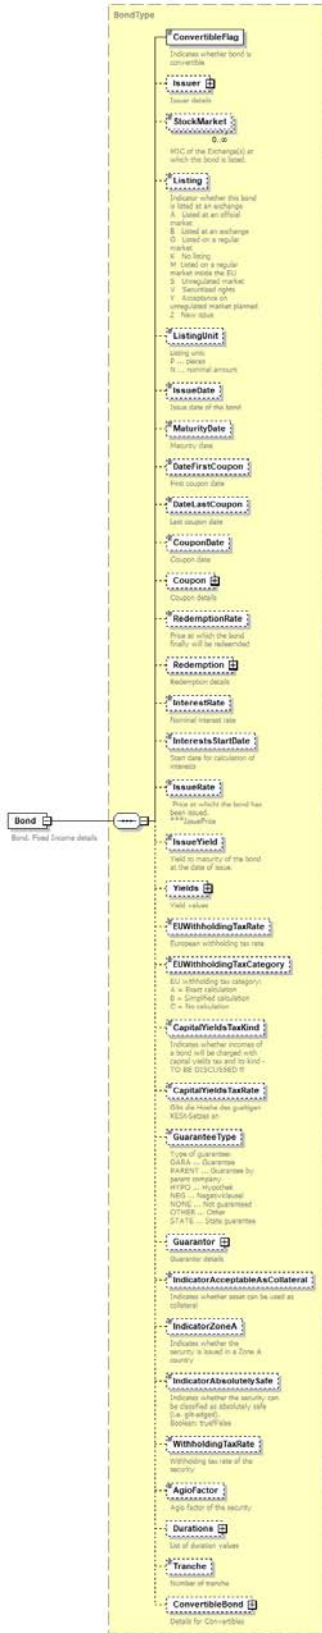 BondType
ConvertibleFlag
Indicates whether bond is
convertible
Issuer
Issuer details
StockMarket
0..∞
MIC of the Exchange(s) at
which the bond is listed.
Listing
Indicator whether this bond
is listed at an exchange
A Listed at an official
market
B Listed at an exchange
G Listed on a regular
market
K No listing
M Listed on a regular
market inside the EU
S Unregulated market
V Securitised rights
Y Acceptance on
unregulated market planned
Z New issue
ListingUnit
Listing unit:
P ... pieces
N ... nominal amount
IssueDate
Issue date of the bond
MaturityDate
Maturity date
DateFirstCoupon
First coupon date
DateLastCoupon
Last coupon date
CouponDate
Coupon date
Coupon
Coupon details
RedemptionRate
Price at which the bond
finally will be redeemded
Redemption
Redemption details
InterestRate
Nominal interest rate
InterestsStartDate
Start date for calculation of
interests
IssueRate
Price at whicht the bond has
been issued.
***IssuePrice
Bond
Bond: Fixed Income details
IssueYield
Yield to maturity of the bond
at the date of issue.
Yields
Yield values
EUWithholdingTaxRate
European withholding tax rate
EUWithholdingTaxCategory
EU withholding tax category:
A = Exact calculation
B = Simplified calculation
C = No calculation
CapitalYieldsTaxKind
Indicates whether incomes of
a bond will be charged with
capital yields tax and its kind -
TO BE DISCUSSED !!!
CapitalYieldsTaxRate
Gibt die Hoehe des gueltigen
KESt-Satzes an
GuaranteeType
Type of guarantee:
GARA ... Guarantee
PARENT ... Guarantee by
parent company
HYPO ... Hypothek
NEG ... Negativklausel
NONE ... Not guaranteed
OTHER ... Other
STATE ... State guarantee
Guarantor
Guarantor details
IndicatorAcceptableAsCollateral
Indicates whether asset can be used as
collateral
IndicatorZoneA
Indicates whether the
security is issued in a Zone A
country
IndicatorAbsolutelySafe
Indicates whether the security can
be classified as absolutely safe
(i.e. gilt-edged).
Boolean: true/False
WithholdingTaxRate
Withholding tax rate of the
security
AgioFactor
Agio factor of the security
Durations
List of duration values
Tranche
Number of tranche
ConvertibleBond
Details for Convertibles